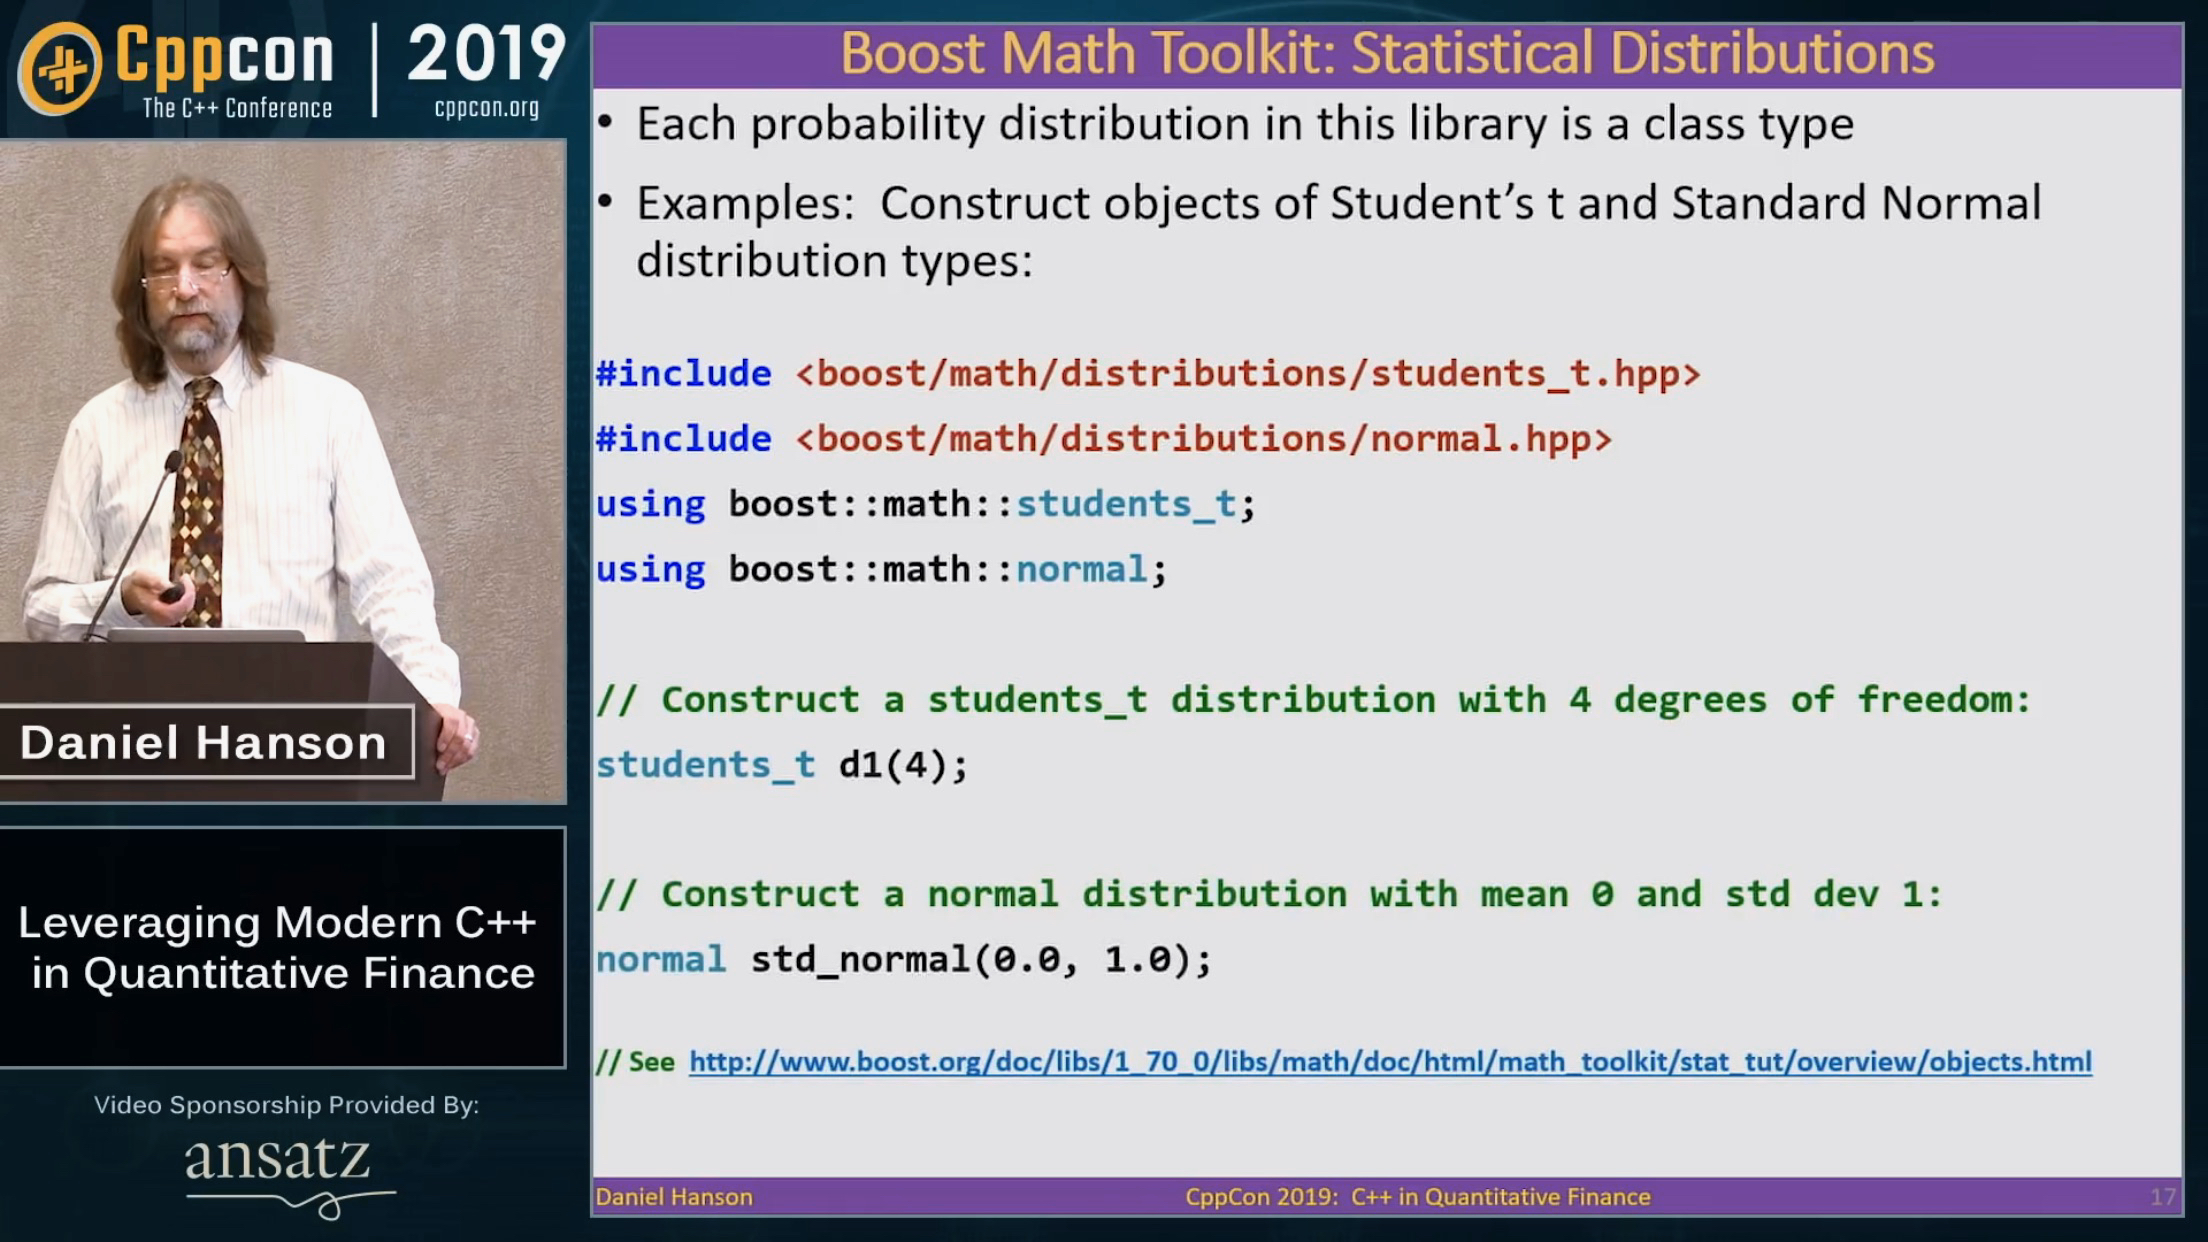 Cppcon | 2019
The C++ Conference
cppcon.org
Daniel Hanson
Leveraging Modern C++
in Quantitative Finance
Video Sponsorship Provided By:
ansatz
Boost Math Toolkit: Statistical Distributions
• Each probability distribution in this library is a class type
• Examples:  Construct objects of Student’s t and Standard Normal
distribution types:
#include <boost/math/distributions/students_t.hpp>
#include <boost/math/distributions/normal.hpp>
using boost::math::students_t;
using boost::math::normal;
// Construct a students_t distribution with 4 degrees of freedom:
students_t d1(4);
// Construct a normal distribution with mean 0 and std dev 1:
normal std_normal(0.0, 1.0);
// See http://www.boost.org/doc/libs/1_70_0/libs/math/doc/html/math_toolkit/stat_tut/overview/objects.html
Daniel Hanson
CppCon 2019:  C++ in Quantitative Finance
17